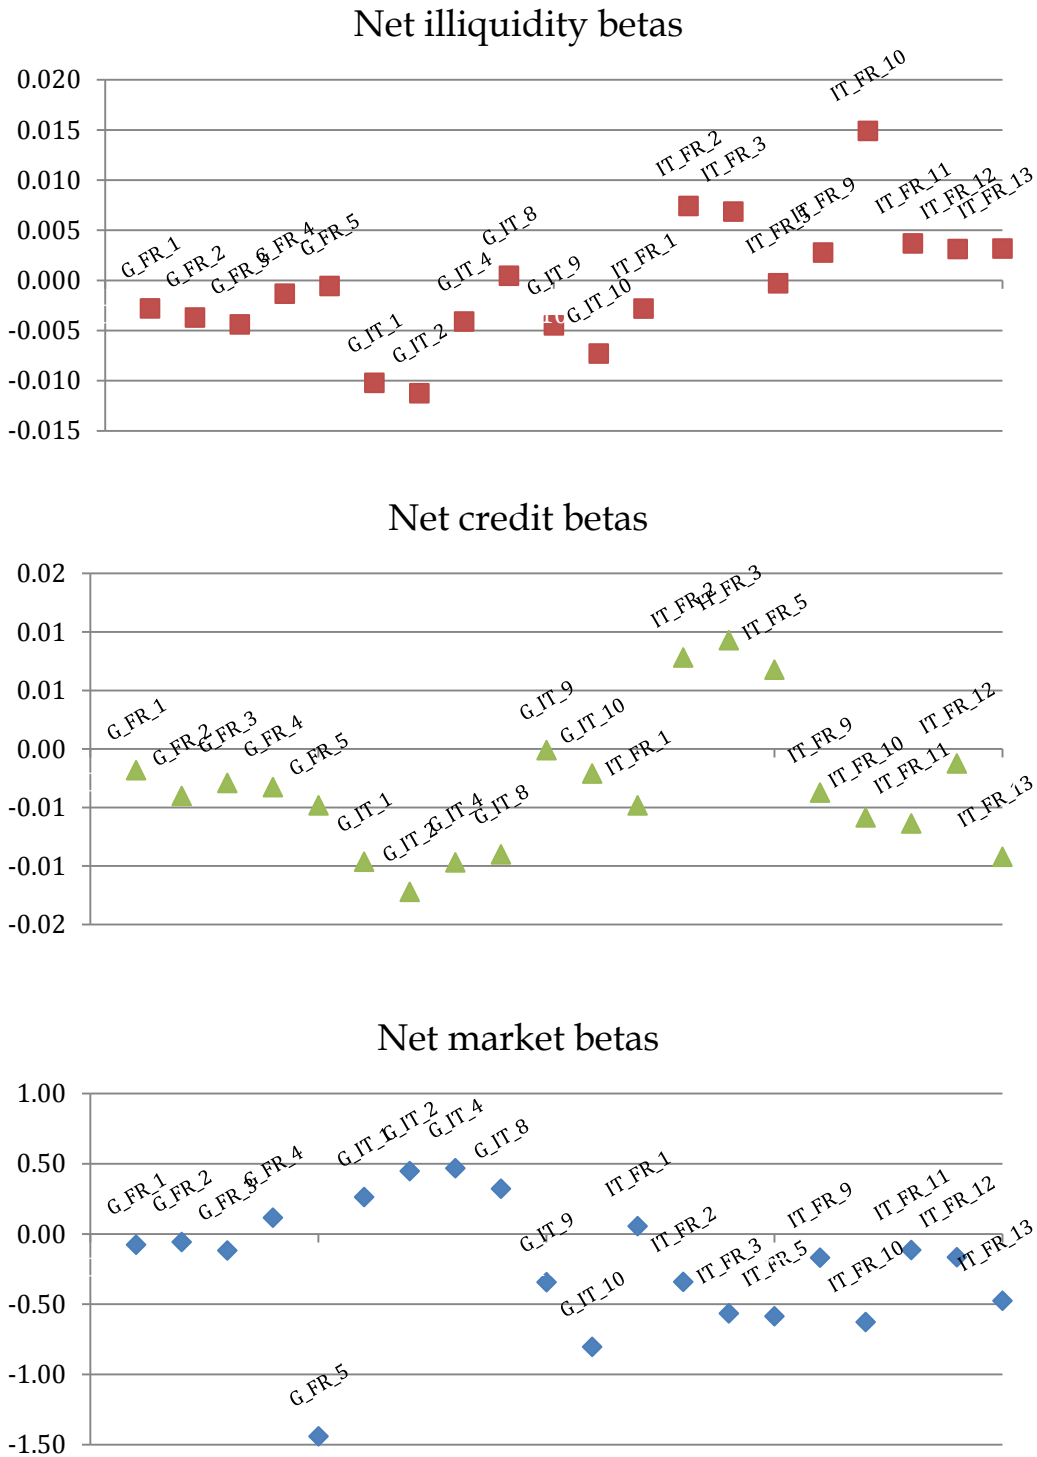 Net illiquidity betas
0.020
0.015
0.010
0.005
0.000
-0.005
-0.010
-0.015
G_FR_1
G_FR_2
G_FR_3
G_FR_4
G_FR_5
G_IT_1
G_IT_2
G_IT_4
G_IT_8
G_IT_9
G_IT_10
IT_FR_1
IT_FR_2
IT_FR_3
IT_FR_5
IT_FR_9
IT_FR_10
IT_FR_11
IT_FR_12
IT_FR_13
Net credit betas
0.02
0.01
0.01
0.00
-0.01
-0.01
-0.02
G_FR_1
G_FR_2
G_FR_3
G_FR_4
G_FR_5
G_IT_1
G_IT_2
G_IT_4
G_IT_8
G_IT_9
G_IT_10
IT_FR_1
IT_FR_2
IT_FR_3
IT_FR_5
IT_FR_9
IT_FR_10
IT_FR_11
IT_FR_12
IT_FR_13
Net market betas
1.00
0.50
0.00
-0.50
-1.00
-1.50
G_FR_1
G_FR_2
G_FR_3
G_FR_4
G_FR_5
G_IT_1
G_IT_2
G_IT_4
G_IT_8
G_IT_9
G_IT_10
IT_FR_1
IT_FR_2
IT_FR_3
IT_FR_5
IT_FR_9
IT_FR_10
IT_FR_11
IT_FR_12
IT_FR_13